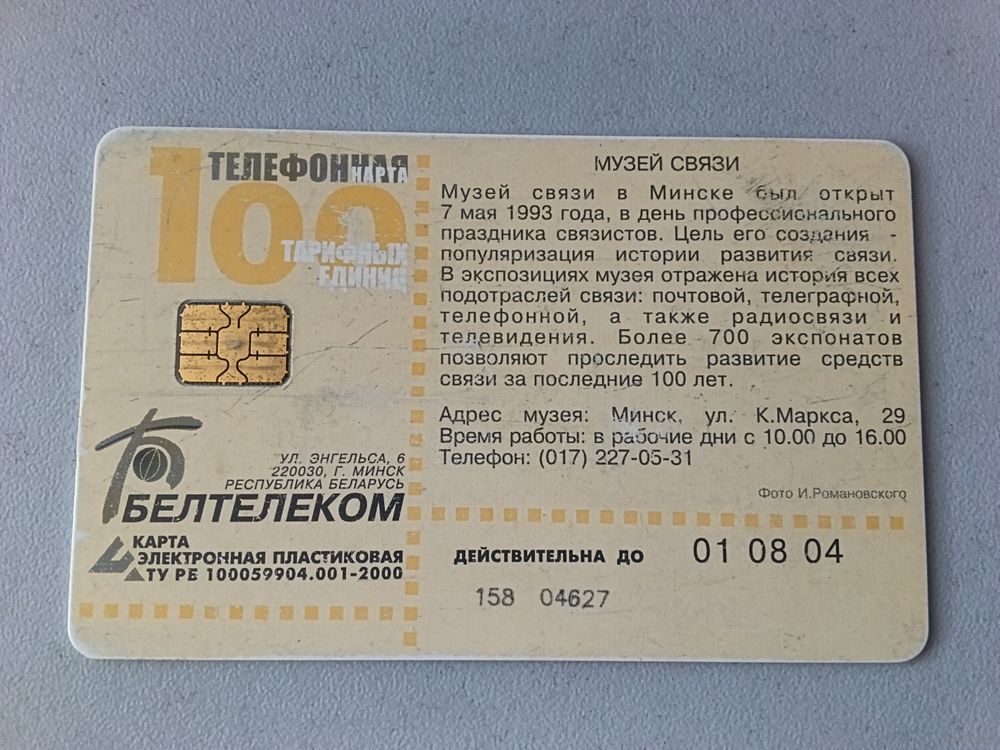 100
ТЕЛЕФОННАЯ
КАРТА
ТАРИФНЫХ
ЕДИНИЦ
УЛ. ЭНГЕЛЬСА, 6
220030, Г. МИНСК
РЕСПУБЛИКА БЕЛАРУСЬ
БЕЛТЕЛЕКОМ
КАРТА
ЭЛЕКТРОННАЯ ПЛАСТИКОВАЯ
ТУ РБ 100059904.001-2000
МУЗЕЙ СВЯЗИ
Музей связи в Минске был открыт
7 мая 1993 года, в день профессионального
праздника связистов. Цель его создания -
популяризация истории развития связи.
В экспозициях музея отражена история всех
подотраслей связи: почтовой, телеграфной,
телефонной, а также радиосвязи и
телевидения. Более 700 экспонатов
позволяют проследить развитие средств
связи за последние 100 лет.
Адрес музея: Минск, ул. К.Маркса, 29
Время работы: в рабочие дни с 10.00 до 16.00
Телефон: (017) 227-05-31
Фото И.Романовского
ДЕЙСТВИТЕЛЬНА ДО 01 08 04
158 04627